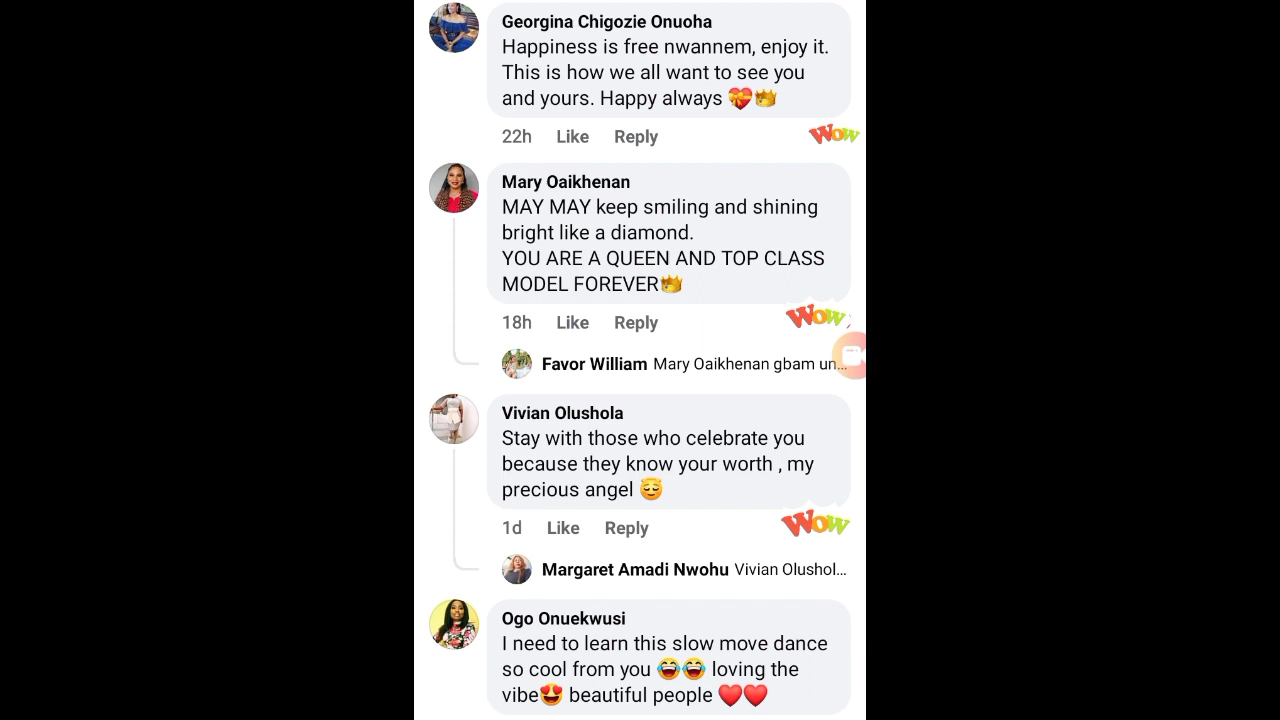 Georgina Chigozie Onuoha
Happiness is free nwannem, enjoy it.
This is how we all want to see you
and yours. Happy always 💝👑
22h Like Reply WOW
Mary Oaikhenan
MAY MAY keep smiling and shining
bright like a diamond.
YOU ARE A QUEEN AND TOP CLASS
MODEL FOREVER👑
18h Like Reply WOW
Favor William Mary Oaikhenan gbam un...
Vivian Olushola
Stay with those who celebrate you
because they know your worth , my
precious angel 😇
1d Like Reply WOW
Margaret Amadi Nwohu Vivian Olushol...
Ogo Onuekwusi
I need to learn this slow move dance
so cool from you 😂😂 loving the
vibe😍 beautiful people ❤️❤️